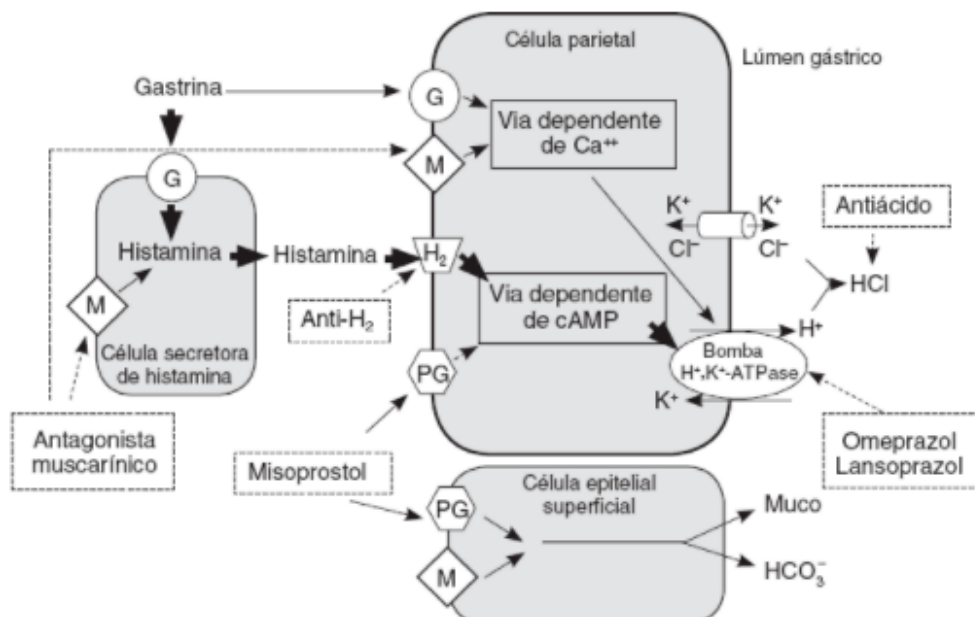 Célula parietal
Lúmen gástrico
Gastrina
G
Via dependente
de Ca⁺⁺
M
G
K⁺
K⁺
Antiácido
Cl⁻
Cl⁻
Histamina
Histamina
H₂
HCl
M
Anti-H₂
Via dependente
de cAMP
H⁺
Célula secretora
de histamina
Bomba
H⁺,K⁺-ATPase
PG
K⁺
Antagonista
muscarínico
Misoprostol
Omeprazol
Lansoprazol
Célula epitelial
superficial
PG
Muco
M
HCO₃⁻